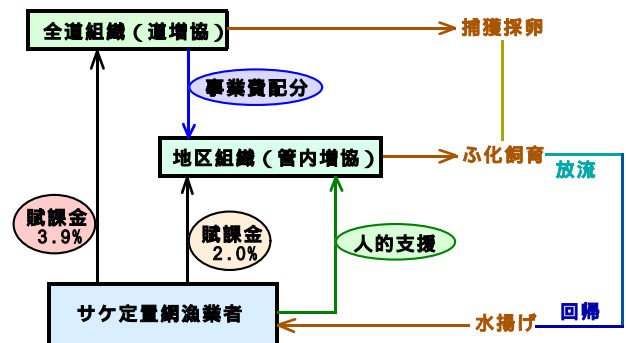 全道組織（道増協）
捕獲採卵
事業費配分
地区組織（管内増協）
ふ化飼育
放流
賦課金
3.9%
賦課金
2.0%
人的支援
サケ定置網漁業者
水揚げ
回帰